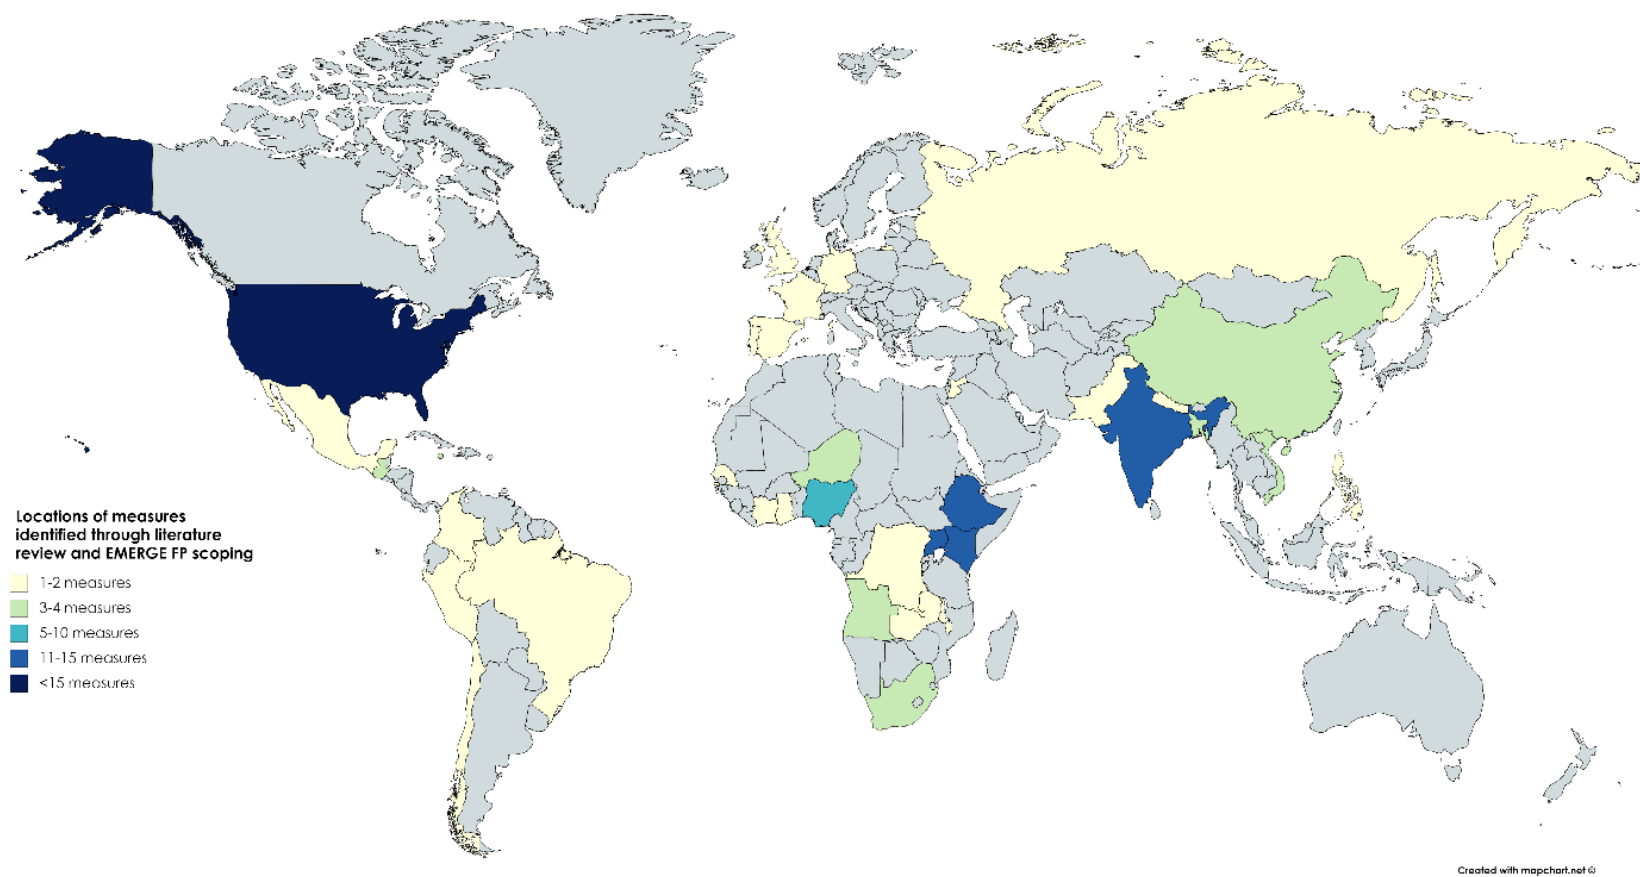 Locations of measures
identified through literature
review and EMERGE FP scoping
1-2 measures
3-4 measures
5-10 measures
11-15 measures
<15 measures
Created with mapchart.net ©